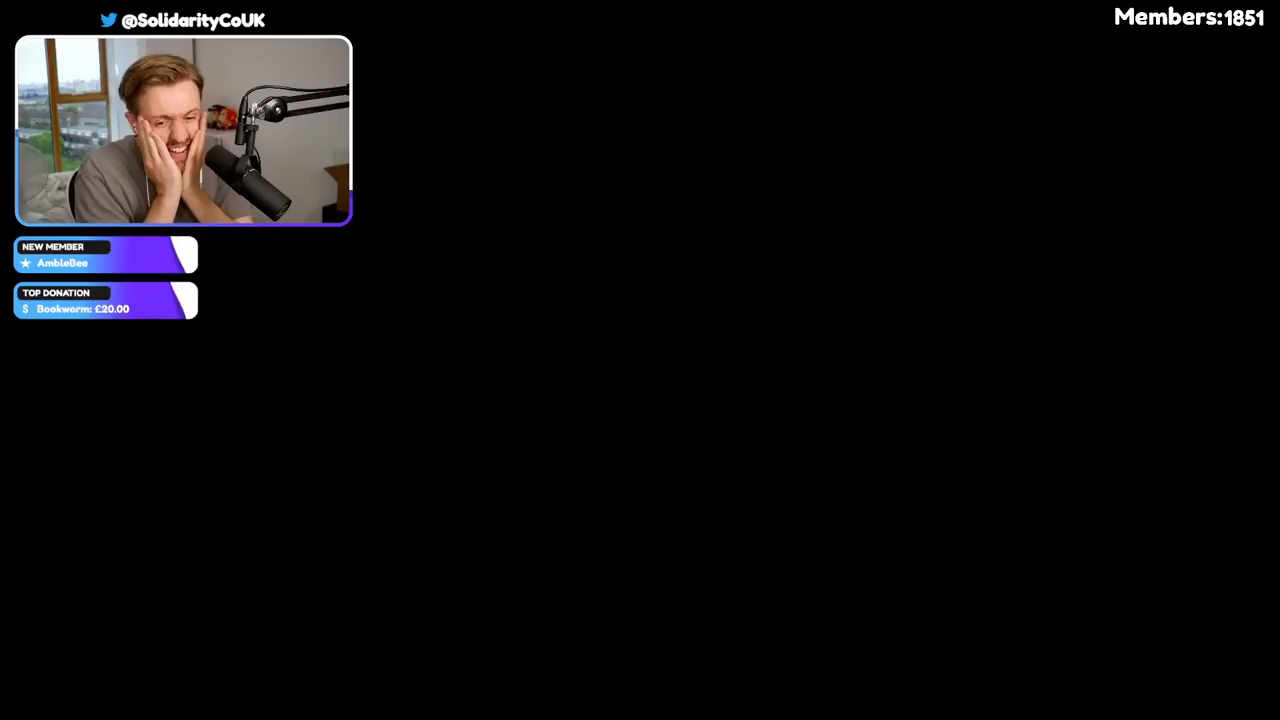 @SolidarityCoUK
Members:1851
NEW MEMBER
AmbleBee
TOP DONATION
$ Bookworm: £20.00